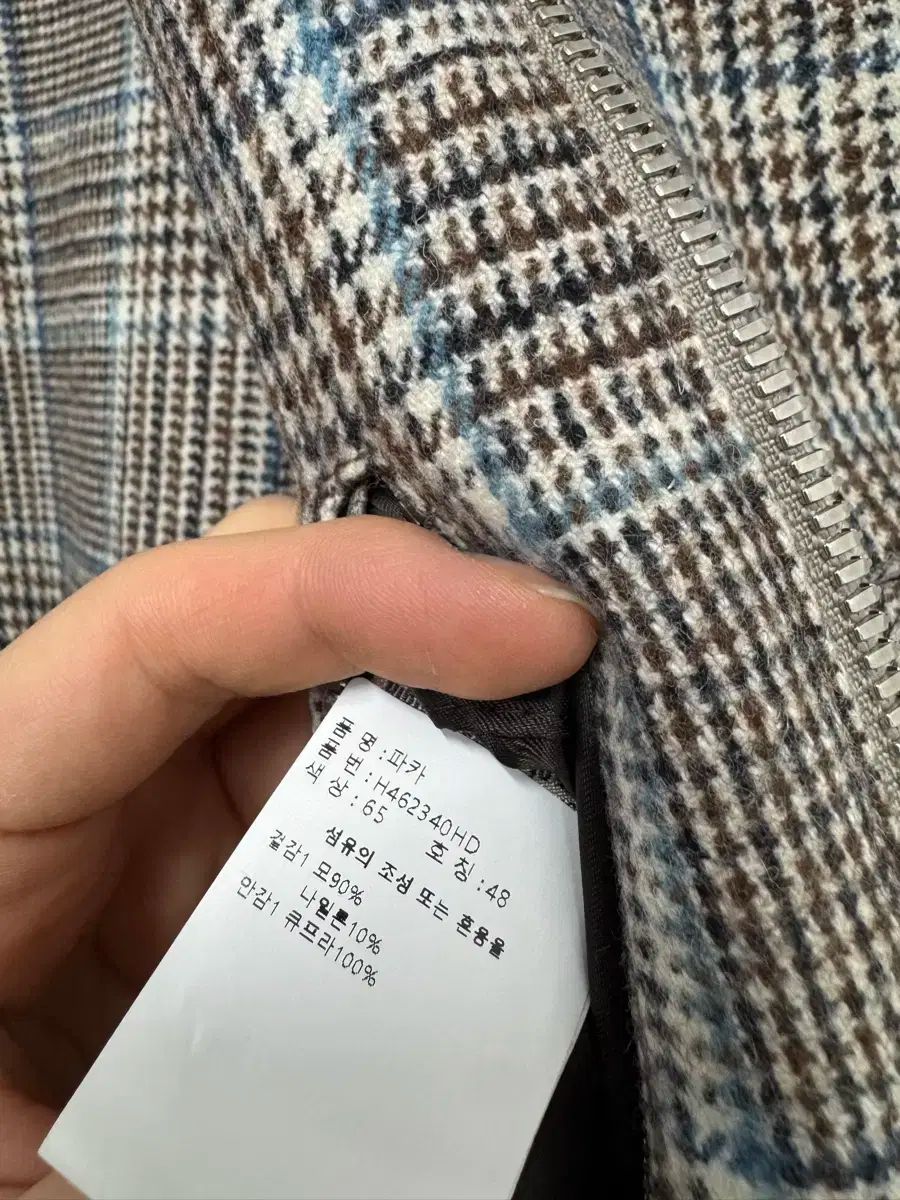 품 명 : 파카
품 번 : H462340HD
색 상 : 65 호 칭 : 48
섬유의 조성 또는 혼용율
겉감1 모90%
나일론10%
안감1 큐프라100%